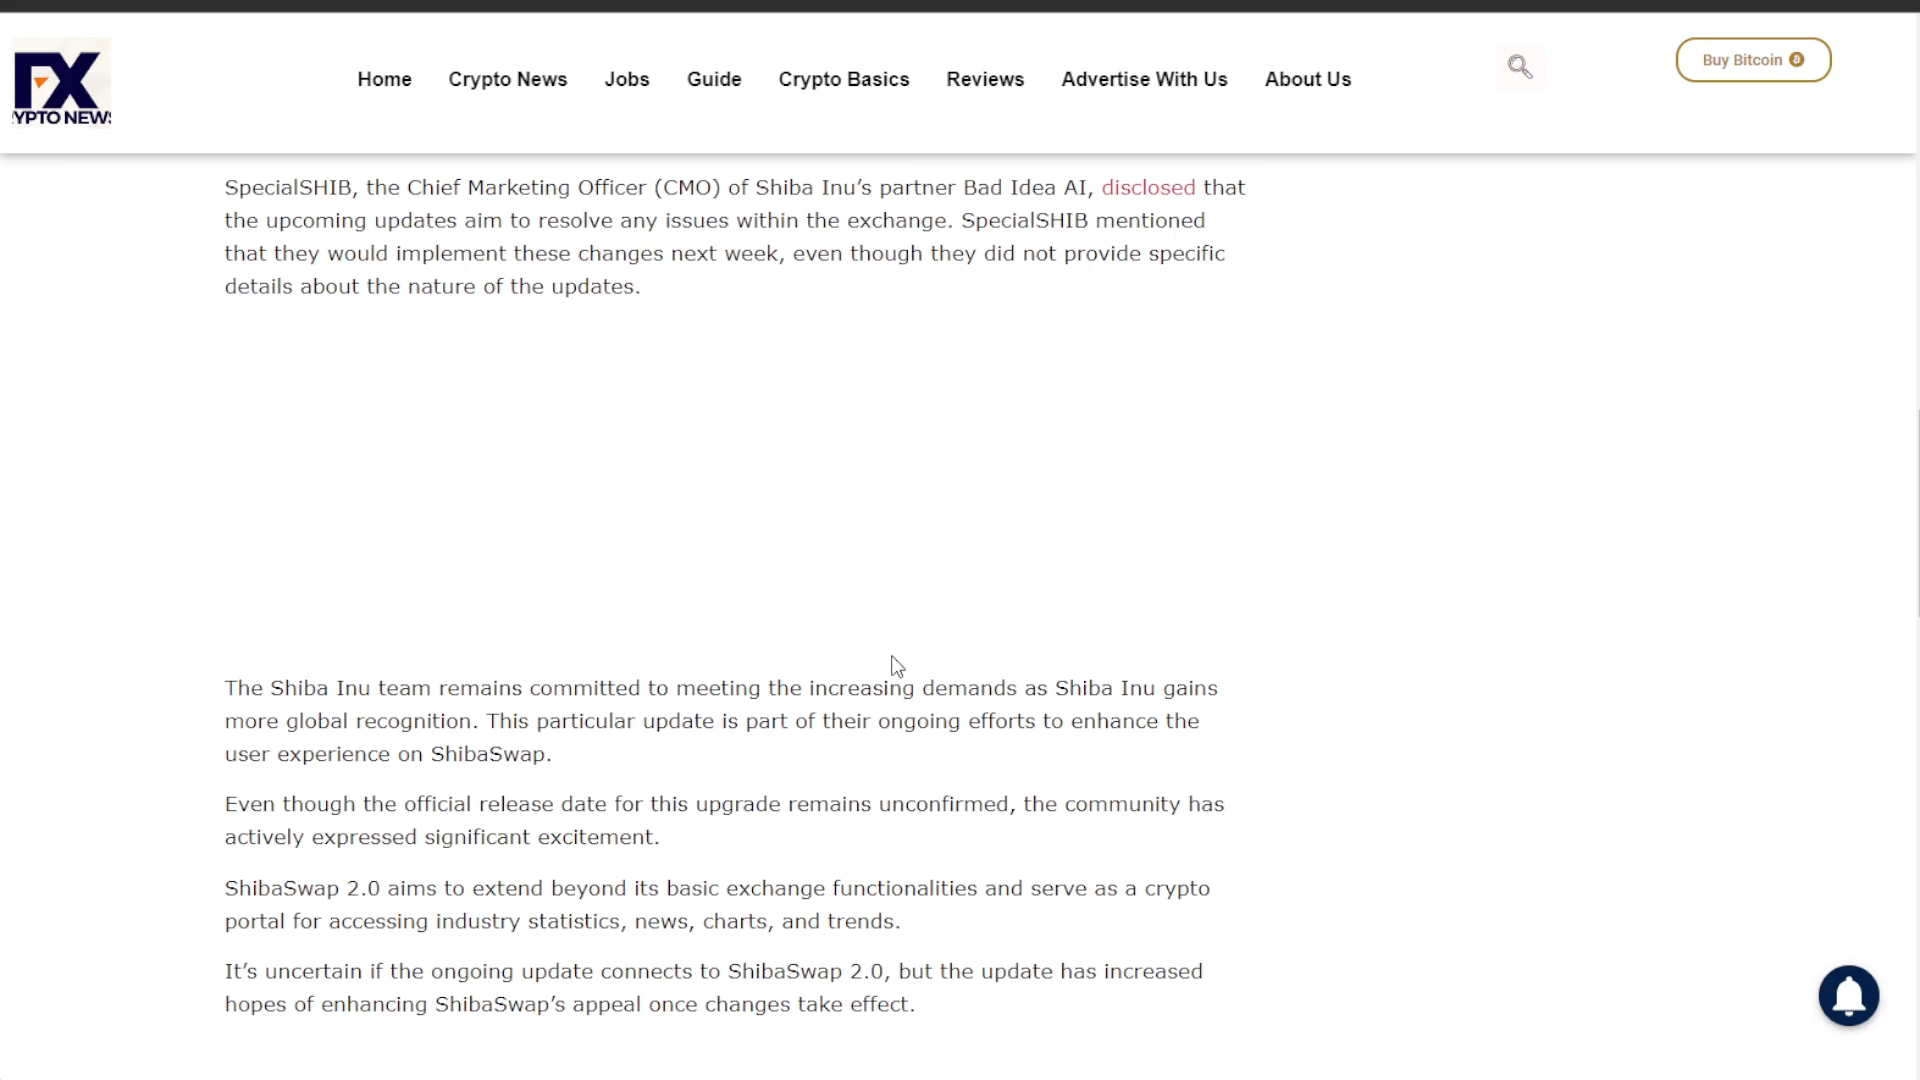 FX
YPTO NEWS
Home Crypto News Jobs Guide Crypto Basics Reviews Advertise With Us About Us
Buy Bitcoin
SpecialSHIB, the Chief Marketing Officer (CMO) of Shiba Inu’s partner Bad Idea AI, disclosed that
the upcoming updates aim to resolve any issues within the exchange. SpecialSHIB mentioned
that they would implement these changes next week, even though they did not provide specific
details about the nature of the updates.
The Shiba Inu team remains committed to meeting the increasing demands as Shiba Inu gains
more global recognition. This particular update is part of their ongoing efforts to enhance the
user experience on ShibaSwap.
Even though the official release date for this upgrade remains unconfirmed, the community has
actively expressed significant excitement.
ShibaSwap 2.0 aims to extend beyond its basic exchange functionalities and serve as a crypto
portal for accessing industry statistics, news, charts, and trends.
It’s uncertain if the ongoing update connects to ShibaSwap 2.0, but the update has increased
hopes of enhancing ShibaSwap’s appeal once changes take effect.